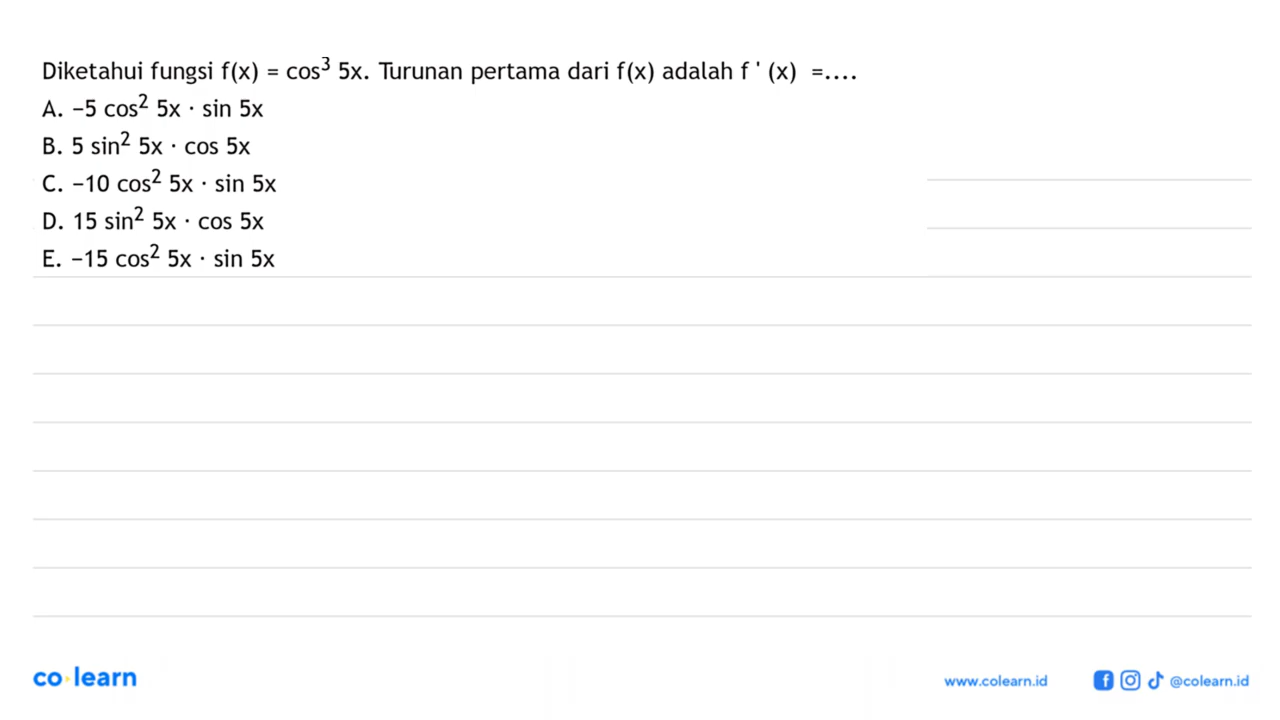 Diketahui fungsi f(x) = cos³ 5x. Turunan pertama dari f(x) adalah f ' (x) =....
A. −5 cos² 5x · sin 5x
B. 5 sin² 5x · cos 5x
C. −10 cos² 5x · sin 5x
D. 15 sin² 5x · cos 5x
E. −15 cos² 5x · sin 5x
co·learn
www.colearn.id @colearn.id